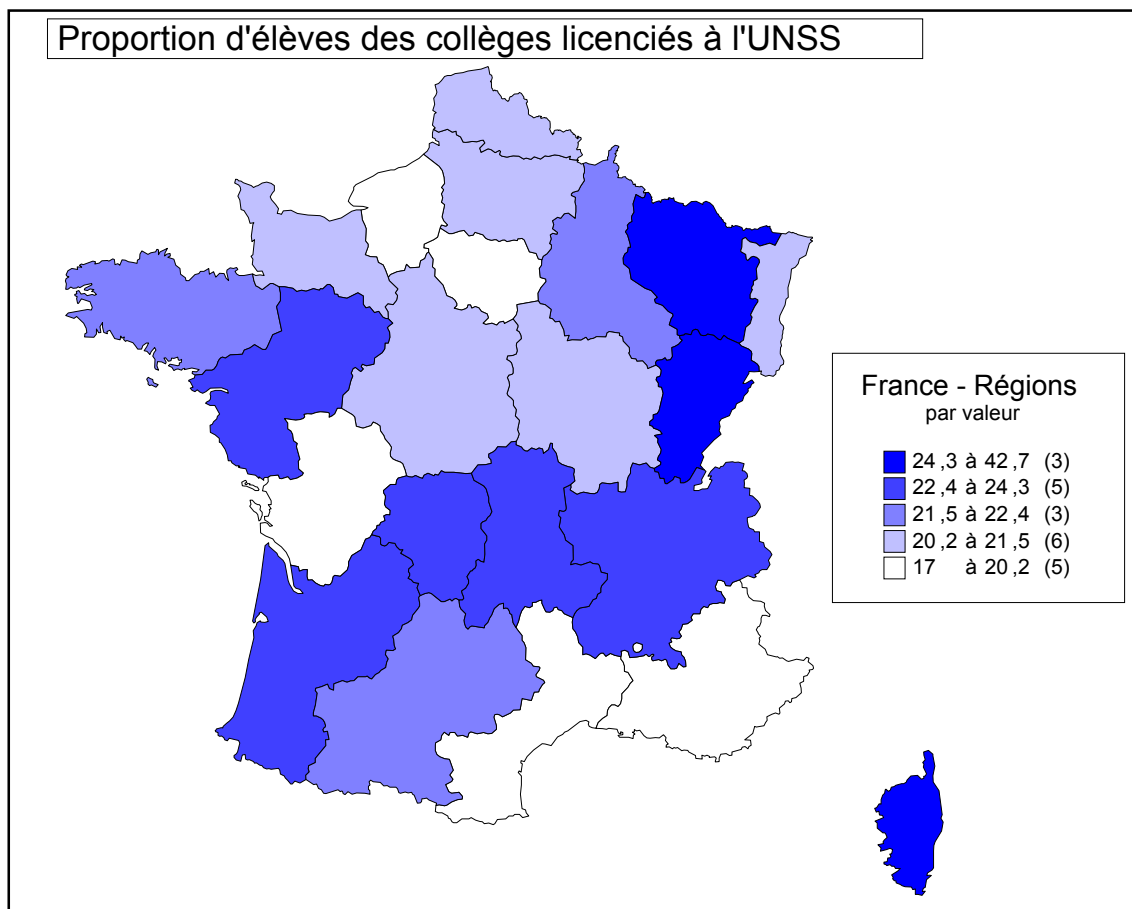 Proportion d'élèves des collèges licenciés à l'UNSS
France - Régions
par valeur
24 ,3 à 42 ,7 (3)
22 ,4 à 24 ,3 (5)
21 ,5 à 22 ,4 (3)
20 ,2 à 21 ,5 (6)
17 à 20 ,2 (5)